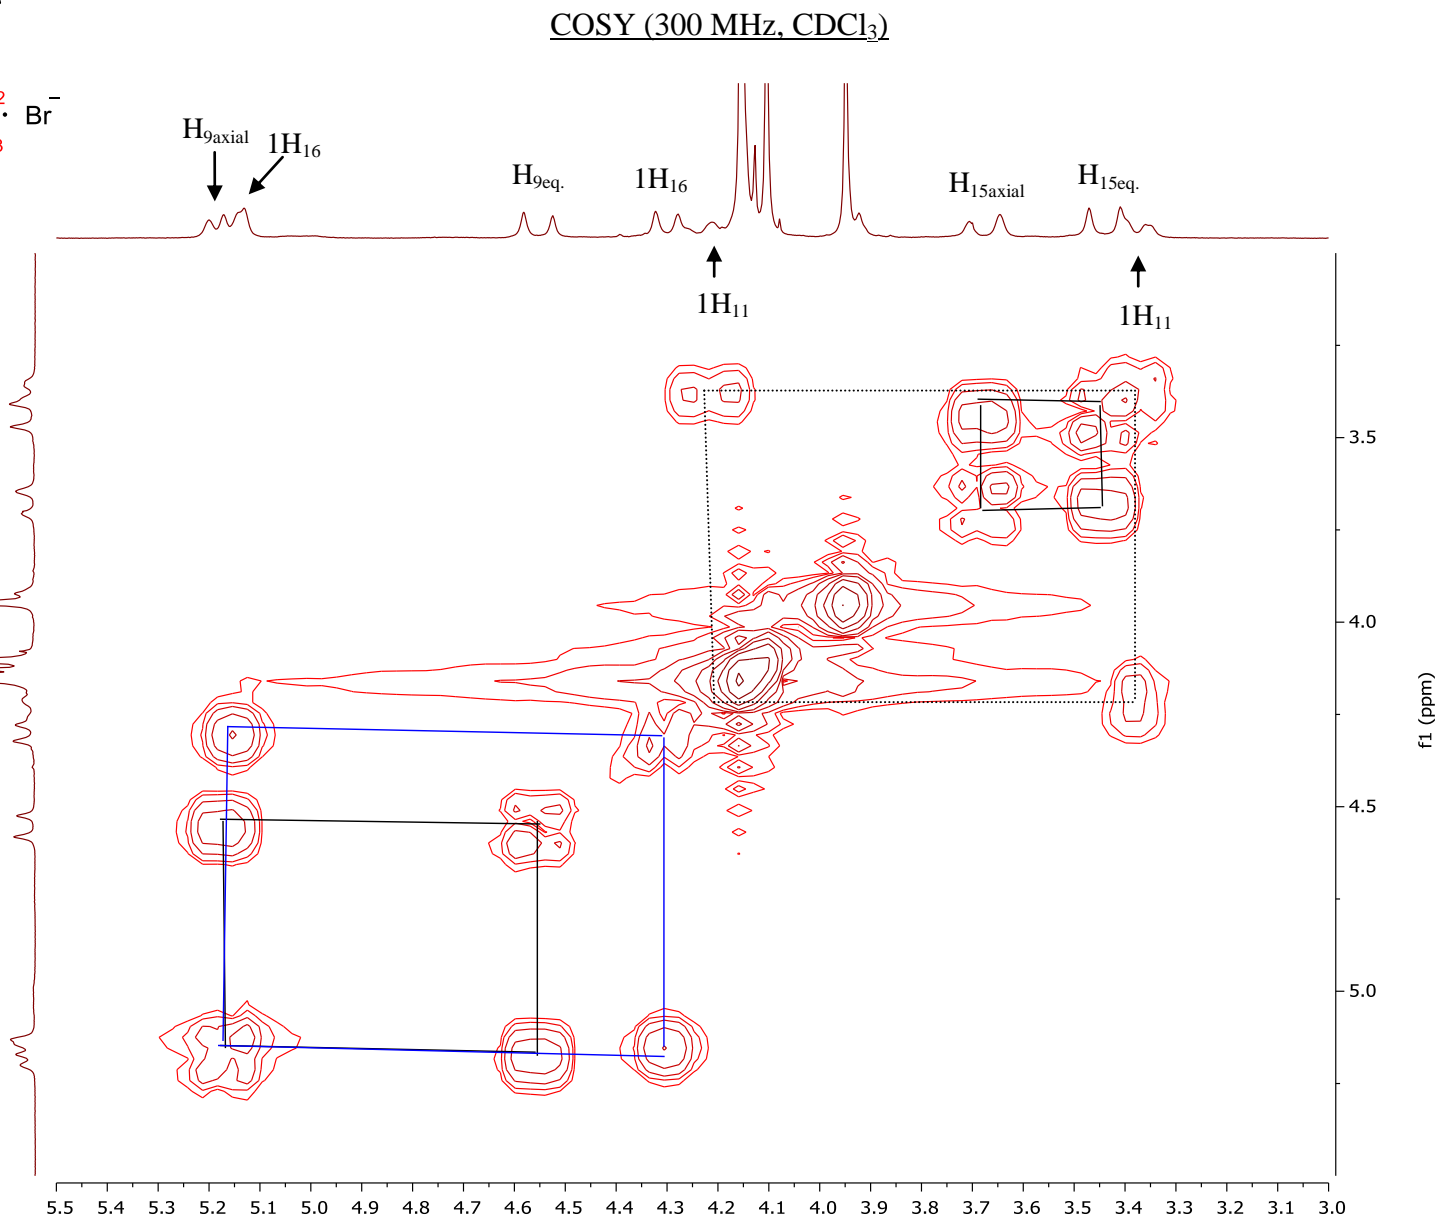 COSY (300 MHz, CDCl₃)
2
· Br⁻
3
H₉axial
1H₁₆
H₉eq.
1H₁₆
H₁₅axial
H₁₅eq.
1H₁₁
1H₁₁
3.5
4.0
4.5
5.0
f1 (ppm)
5.5 5.4 5.3 5.2 5.1 5.0 4.9 4.8 4.7 4.6 4.5 4.4 4.3 4.2 4.1 4.0 3.9 3.8 3.7 3.6 3.5 3.4 3.3 3.2 3.1 3.0